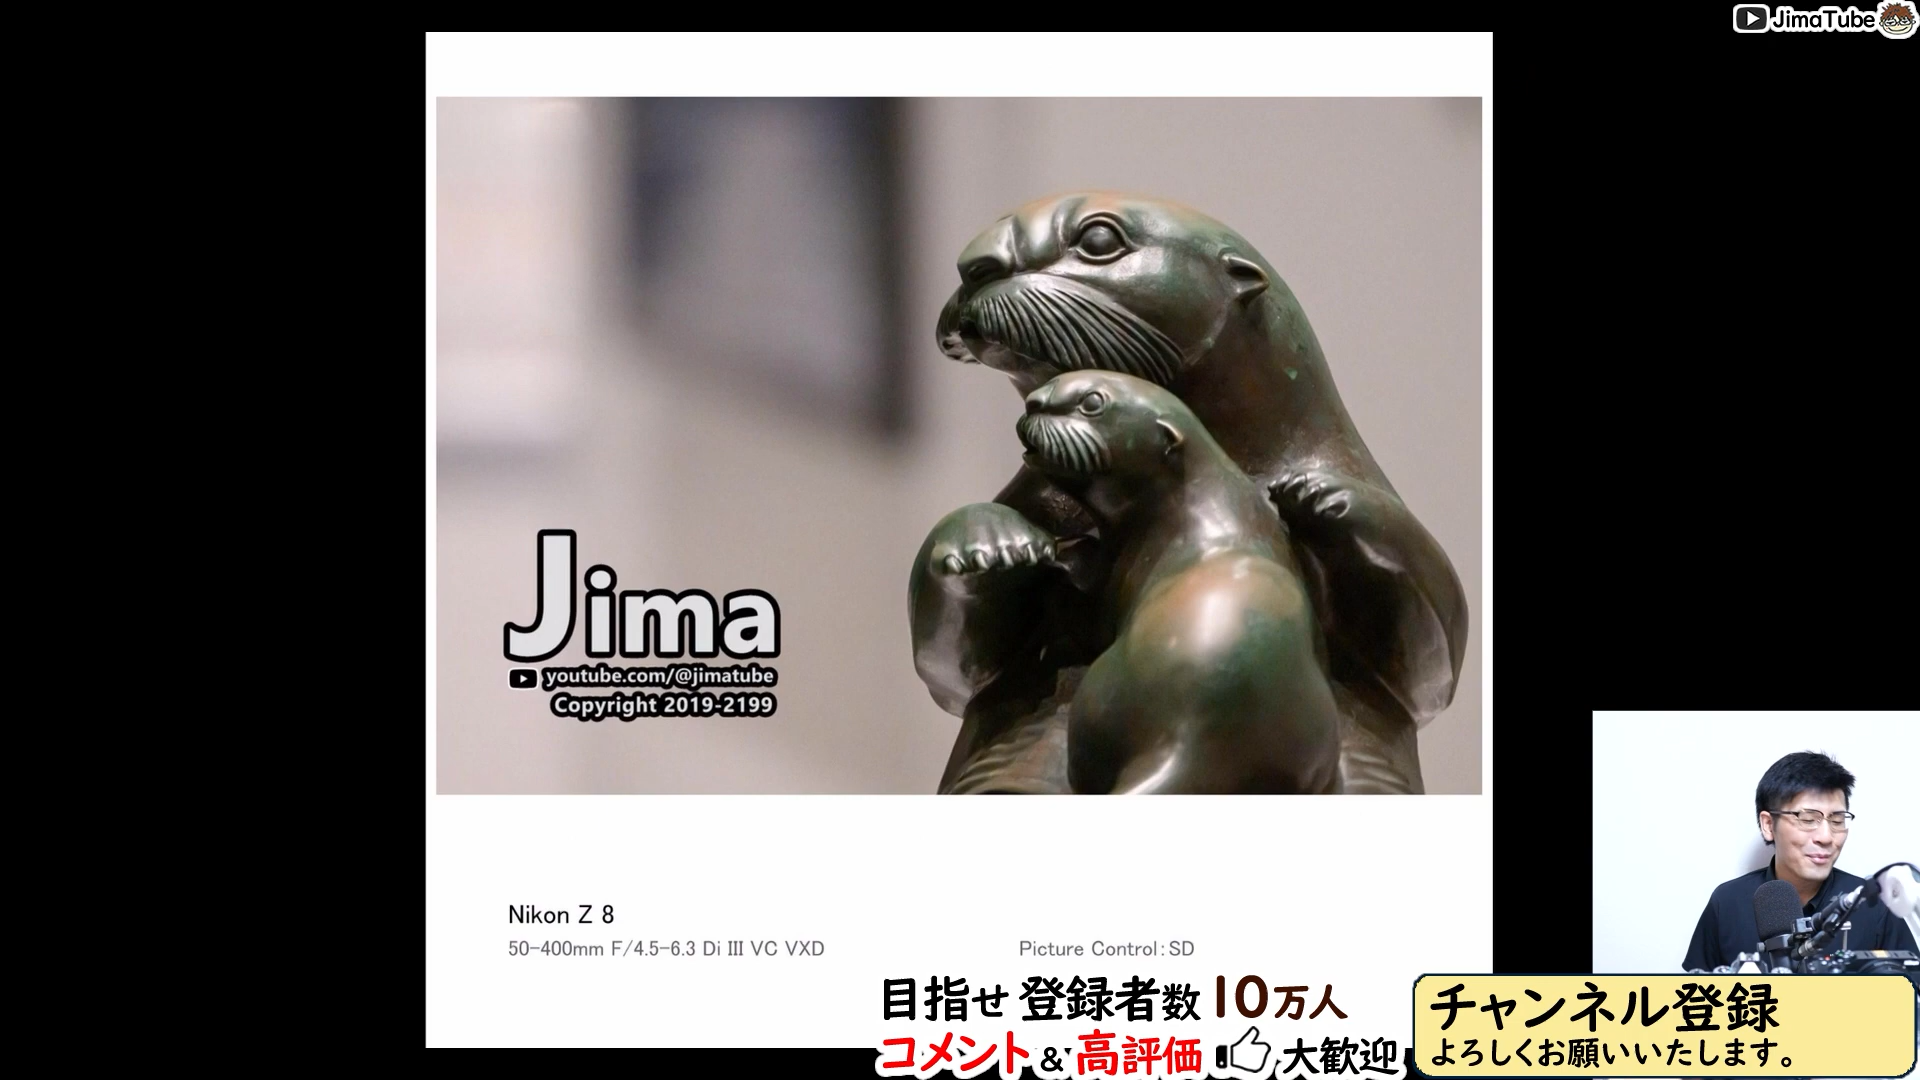 JimaTube
Jima
youtube.com/@jimatube
Copyright 2019-2199
Nikon Z 8
50-400mm F/4.5-6.3 Di III VC VXD
Picture Control:SD
目指せ 登録者数 10万人
コメント & 高評価 大歓迎
チャンネル登録
よろしくお願いいたします。